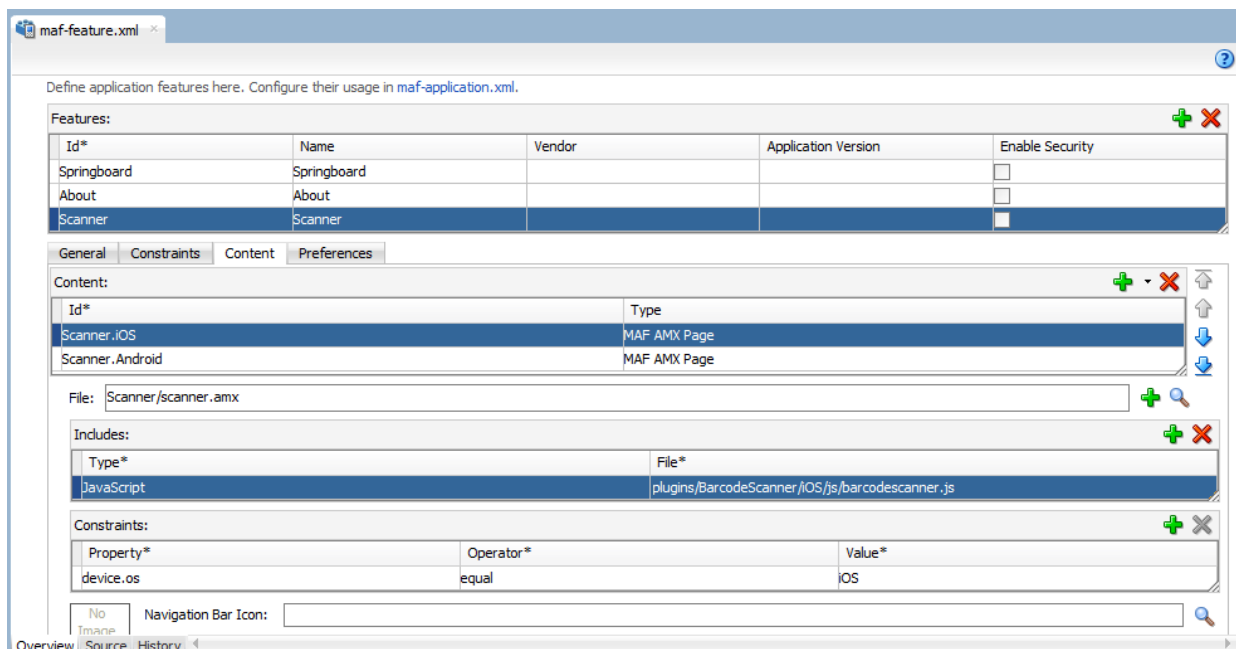 maf-feature.xml
Define application features here. Configure their usage in maf-application.xml.
Features:
Id* Name Vendor Application Version Enable Security
Springboard Springboard
About About
Scanner Scanner
General Constraints Content Preferences
Content:
Id* Type
Scanner.iOS MAF AMX Page
Scanner.Android MAF AMX Page
File: Scanner/scanner.amx
Includes:
Type* File*
JavaScript plugins/BarcodeScanner/iOS/js/barcodescanner.js
Constraints:
Property* Operator* Value*
device.os equal iOS
No Image Navigation Bar Icon:
Overview Source History